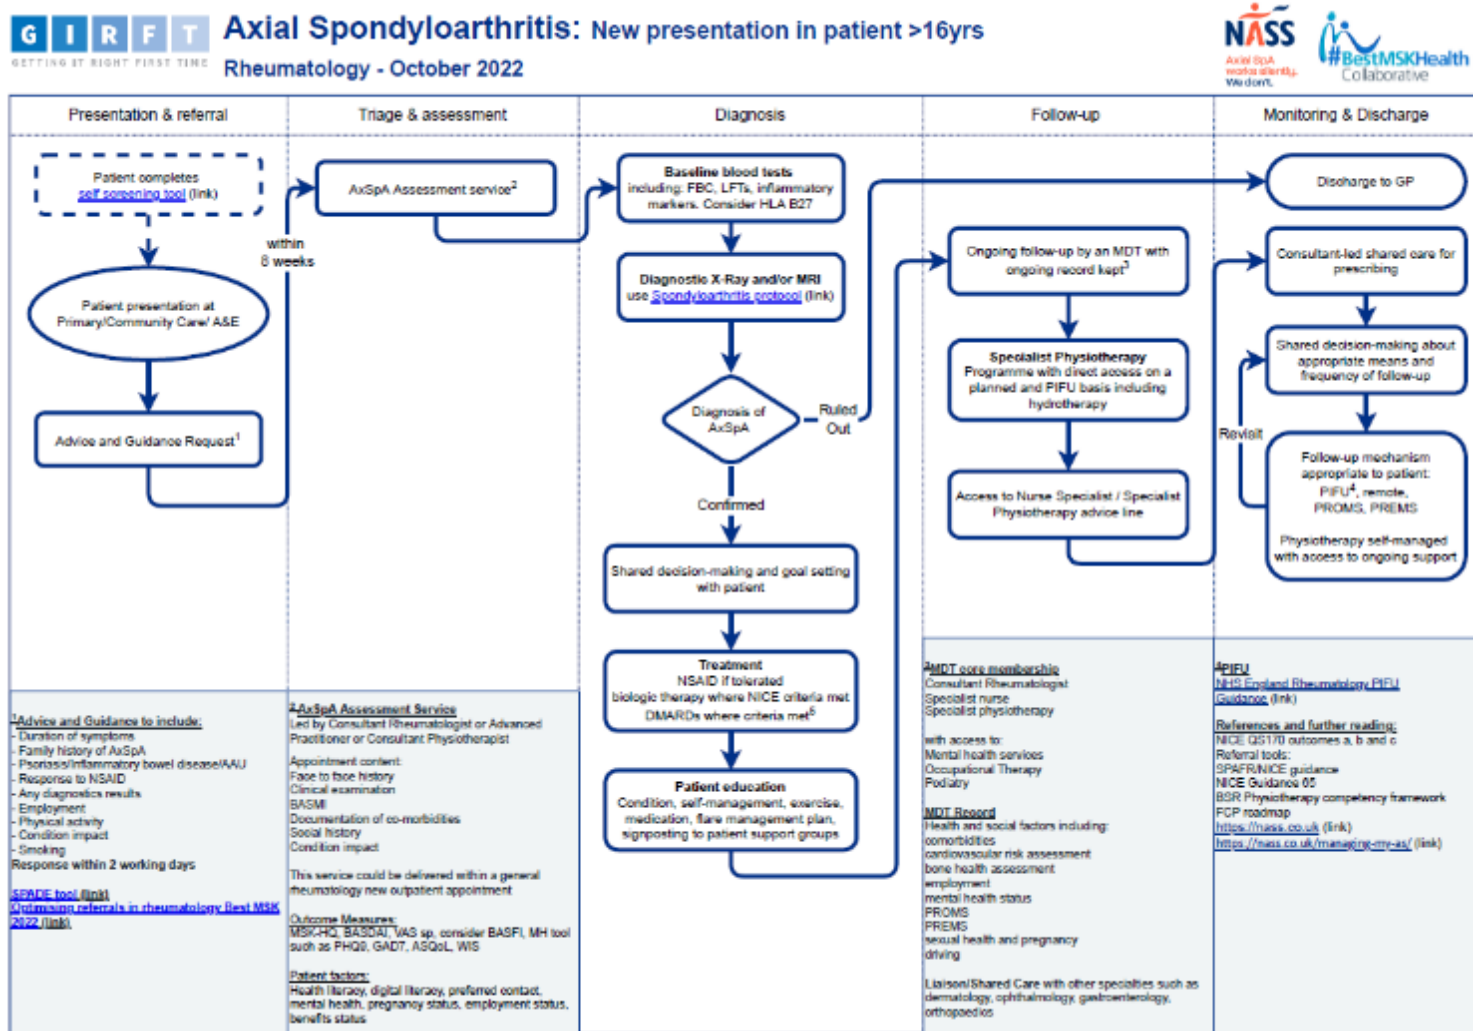 G I R F T
GETTING IT RIGHT FIRST TIME
Axial Spondyloarthritis: New presentation in patient >16yrs
Rheumatology - October 2022
NASS
Axial SpA
works silently.
We don't.
#BestMSKHealth
Collaborative
Presentation & referral
Patient completes
self screening tool (link)
Patient presentation at
Primary/Community Care/ A&E
Advice and Guidance Request1
within
8 weeks
1Advice and Guidance to include:
- Duration of symptoms
- Family history of AxSpA
- Psoriasis/Inflammatory bowel disease/AAU
- Response to NSAID
- Any diagnostics results
- Employment
- Physical activity
- Condition impact
- Smoking
Response within 2 working days
SPADE tool (link)
Optimising referrals in rheumatology Best MSK
2022 (link)
Triage & assessment
AxSpA Assessment service2
2AxSpA Assessment Service
Led by Consultant Rheumatologist or Advanced
Practitioner or Consultant Physiotherapist
Appointment content:
Face to face history
Clinical examination
BASMI
Documentation of co-morbidities
Social history
Condition impact
This service could be delivered within a general
rheumatology new outpatient appointment
Outcome Measures:
MSK-HQ, BASDAI, VAS sp, consider BASFI, MH tool
such as PHQ9, GAD7, ASQoL, WIS
Patient factors:
Health literacy, digital literacy, preferred contact,
mental health, pregnancy status, employment status,
benefits status
Diagnosis
Baseline blood tests
including: FBC, LFTs, inflammatory
markers. Consider HLA B27
Diagnostic X-Ray and/or MRI
use Spondyloarthritis protocol (link)
Diagnosis of
AxSpA
Ruled
Out
Confirmed
Shared decision-making and goal setting
with patient
Treatment
NSAID if tolerated
biologic therapy where NICE criteria met
DMARDs where criteria met5
Patient education
Condition, self-management, exercise,
medication, flare management plan,
signposting to patient support groups
Follow-up
Ongoing follow-up by an MDT with
ongoing record kept3
Specialist Physiotherapy
Programme with direct access on a
planned and PIFU basis including
hydrotherapy
Access to Nurse Specialist / Specialist
Physiotherapy advice line
3MDT core membership
Consultant Rheumatologist
Specialist nurse
Specialist physiotherapy
with access to:
Mental health services
Occupational Therapy
Podiatry
MDT Record
Health and social factors including:
comorbidities
cardiovascular risk assessment
bone health assessment
employment
mental health status
PROMS
PREMS
sexual health and pregnancy
driving
Liaison/Shared Care with other specialties such as
dermatology, ophthalmology, gastroenterology,
orthopaedics
Monitoring & Discharge
Discharge to GP
Consultant-led shared care for
prescribing
Shared decision-making about
appropriate means and
frequency of follow-up
Revisit
Follow-up mechanism
appropriate to patient:
PIFU4, remote,
PROMS, PREMS
Physiotherapy self-managed
with access to ongoing support
4PIFU
NHS England Rheumatology PIFU
Guidance (link)
References and further reading:
NICE QS170 outcomes a, b and c
Referral tools:
SPAFR/NICE guidance
NICE Guidance 65
BSR Physiotherapy competency framework
FCP roadmap
https://nass.co.uk (link)
https://nass.co.uk/managing-my-as/ (link)